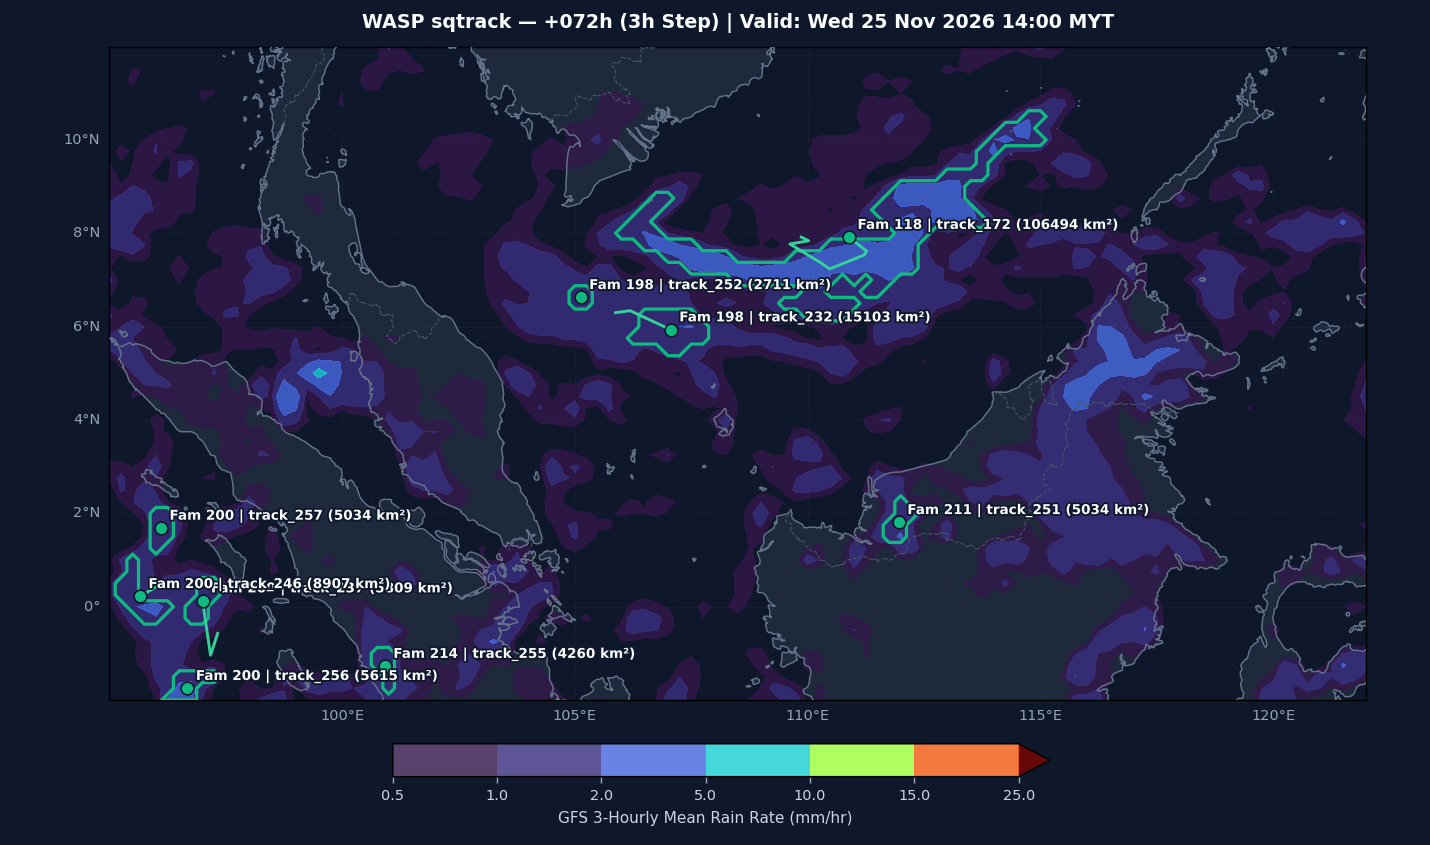 WASP sqtrack — +072h (3h Step) | Valid: Wed 25 Nov 2026 14:00 MYT
10°N
8°N
6°N
4°N
2°N
0°
Fam 118 | track_172 (106494 km²)
Fam 198 | track_252 (2711 km²)
Fam 198 | track_232 (15103 km²)
Fam 200 | track_257 (5034 km²)
Fam 211 | track_251 (5034 km²)
Fam 200 | track_246 (8907 km²)
Fam 214 | track_255 (4260 km²)
Fam 200 | track_256 (5615 km²)
100°E 105°E 110°E 115°E 120°E
0.5 1.0 2.0 5.0 10.0 15.0 25.0
GFS 3-Hourly Mean Rain Rate (mm/hr)